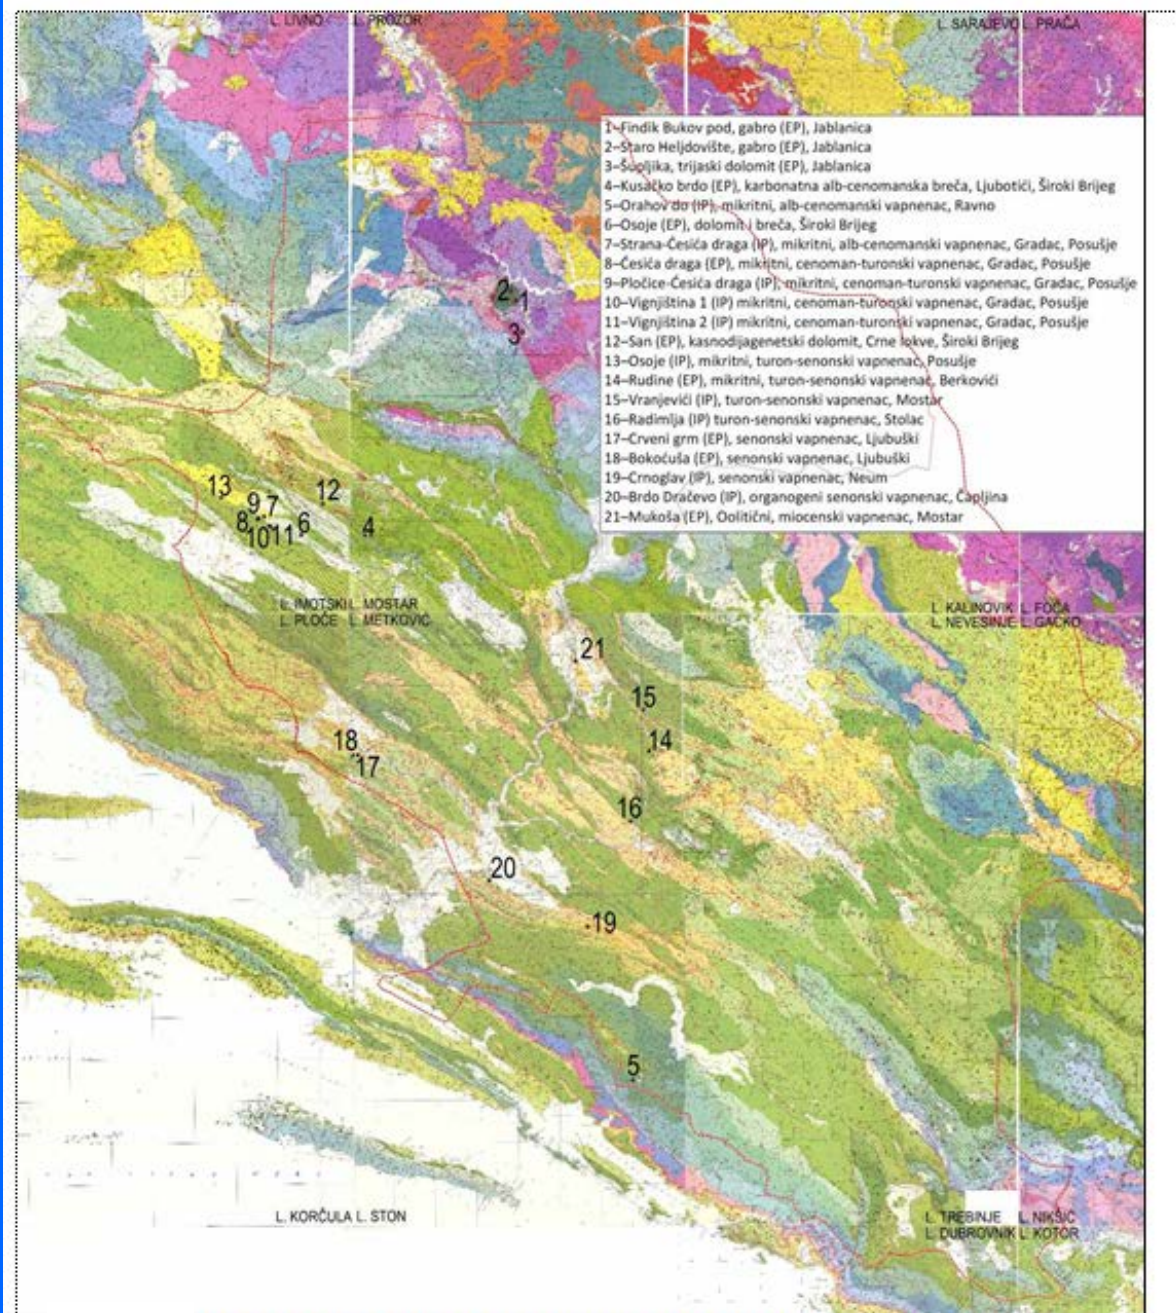 L. LIVNO L. PROZOR
L. SARAJEVO L. PRAČA
1–Findik Bukov pod, gabro (EP), Jablanica
2–Staro Heljdovište, gabro (EP), Jablanica
3–Šupljika, trijaski dolomit (EP), Jablanica
4–Kusačko brdo (EP), karbonatna alb-cenomanska breča, Ljubotići, Široki Brijeg
5–Orahov do (IP), mikritni, alb-cenomanski vapnenac, Ravno
6–Osoje (EP), dolomit i breča, Široki Brijeg
7–Strana-Ćesića draga (IP), mikritni, alb-cenomanski vapnenac, Gradac, Posušje
8–Ćesića draga (EP), mikritni, cenoman-turonski vapnenac, Gradac, Posušje
9–Pločice-Ćesića draga (IP), mikritni, cenoman-turonski vapnenac, Gradac, Posušje
10–Vignjiština 1 (IP) mikritni, cenoman-turonski vapnenac, Gradac, Posušje
11–Vignjiština 2 (IP) mikritni, cenoman-turonski vapnenac, Gradac, Posušje
12–San (EP), kasnodijagenetski dolomit, Crne lokve, Široki Brijeg
13–Osoje (IP), mikritni, turon-senonski vapnenac, Posušje
14–Rudine (EP), mikritni, turon-senonski vapnenac, Berkovići
15–Vranjevići (IP), turon-senonski vapnenac, Mostar
16–Radimlja (IP) turon-senonski vapnenac, Stolac
17–Crveni grm (EP), senonski vapnenac, Ljubuški
18–Bokoćuša (EP), senonski vapnenac, Ljubuški
19–Crnoglav (IP), senonski vapnenac, Neum
20–Brdo Dračevo (IP), organogeni senonski vapnenac, Čapljina
21–Mukoša (EP), Oolitični, miocenski vapnenac, Mostar
2
1
3
13
12
9 7
8
10 11
6
4
L. IMOTSKI L. MOSTAR
L. PLOČE L. METKOVIĆ
L. KALINOVIK L. FOČA
L. NEVESINJE L. GACKO
21
15
14
18
17
16
20
19
5
L. KORČULA L. STON
L. TREBINJE L. NIKŠIĆ
L. DUBROVNIK L. KOTOR